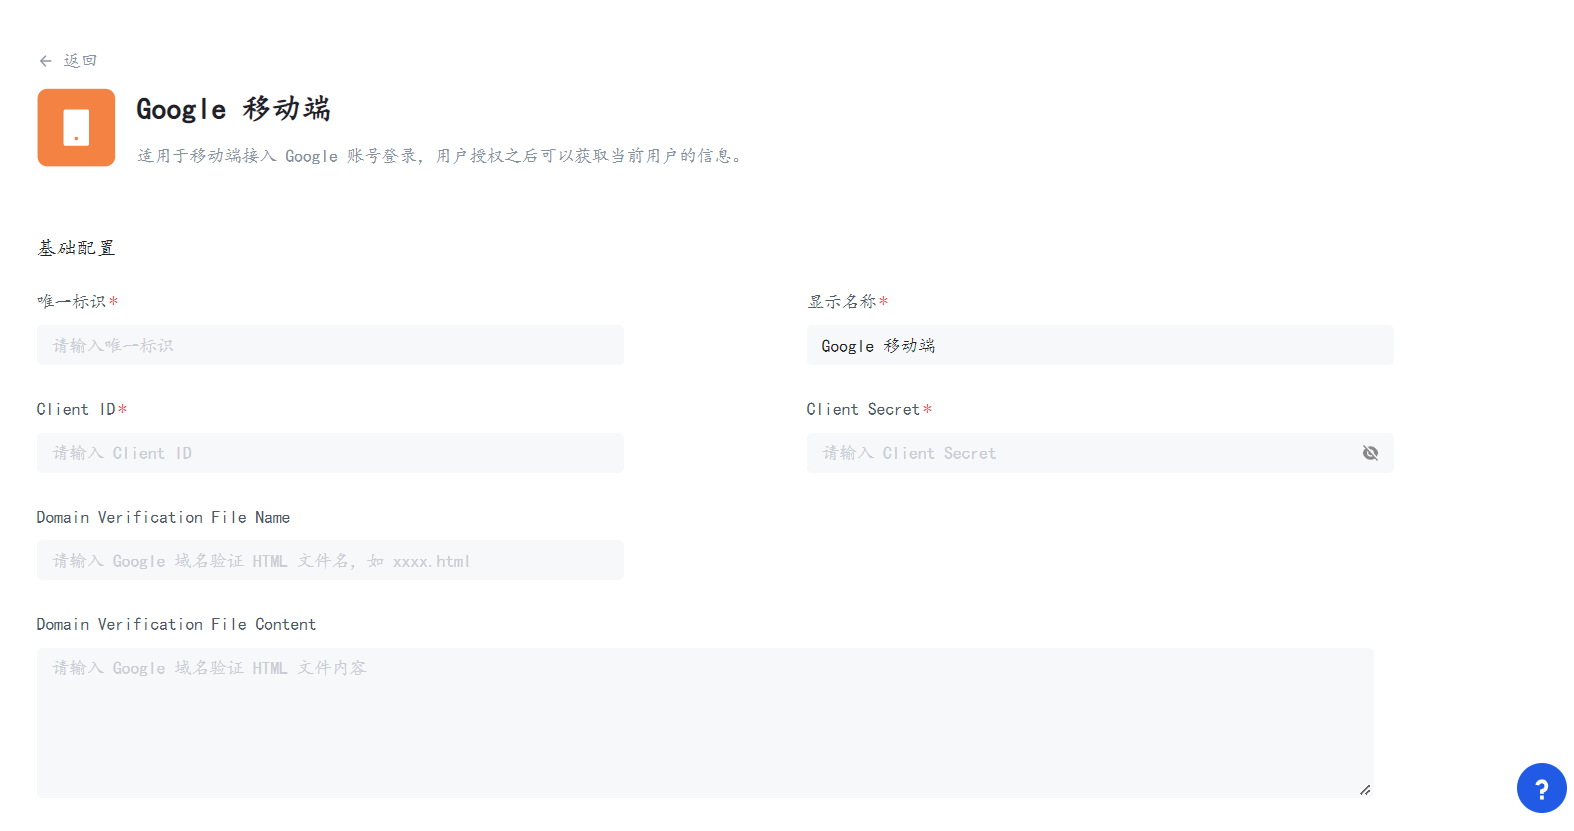 返回
Google 移动端
适用于移动端接入 Google 账号登录，用户授权之后可以获取当前用户的信息。
基础配置
唯一标识*
显示名称*
请输入唯一标识
Google 移动端
Client ID*
Client Secret*
请输入 Client ID
请输入 Client Secret
Domain Verification File Name
请输入 Google 域名验证 HTML 文件名，如 xxxx.html
Domain Verification File Content
请输入 Google 域名验证 HTML 文件内容
?